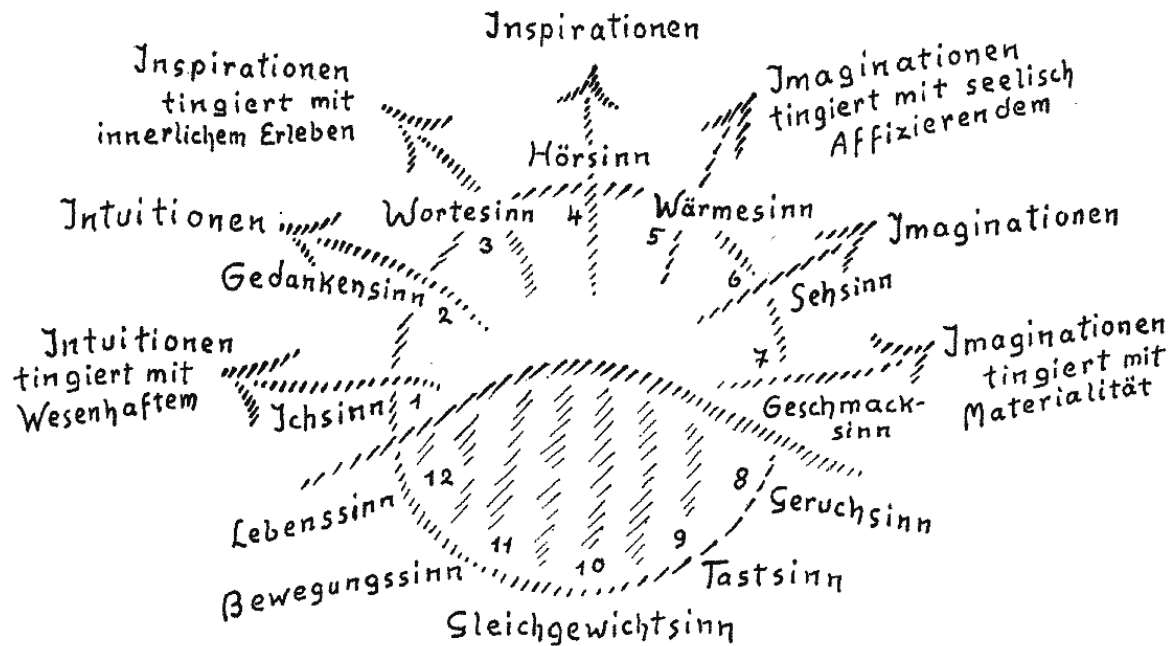 Inspirationen
Inspirationen
tingiert mit
innerlichem Erleben
Imaginationen
tingiert mit seelisch
Affizierendem
Hörsinn
Intuitionen
Wortesinn
3
4
Wärmesinn
5
Imaginationen
Gedankensinn
2
6
Sehsinn
Intuitionen
tingiert mit
Wesenhaftem
Ichsinn
1
7
Geschmack-
sinn
Imaginationen
tingiert mit
Materialität
12
8
Lebenssinn
Geruchsinn
11
10
9
Bewegungssinn
Tastsinn
Gleichgewichtsinn